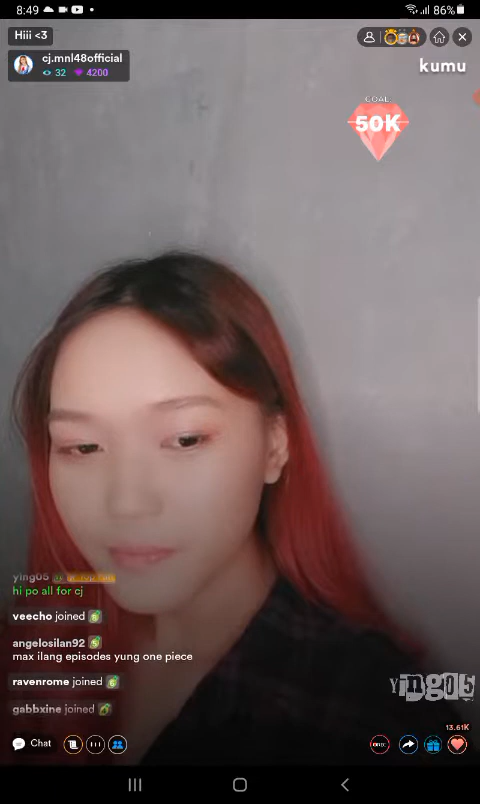 8:49
86%
Hiii <3
cj.mnl48official
32 4200
kumu
GOAL
50K
ying05
hi po all for cj
veecho joined
angelosilan92
max ilang episodes yung one piece
ravenrome joined
gabbxine joined
Ying05
13.61K
Chat